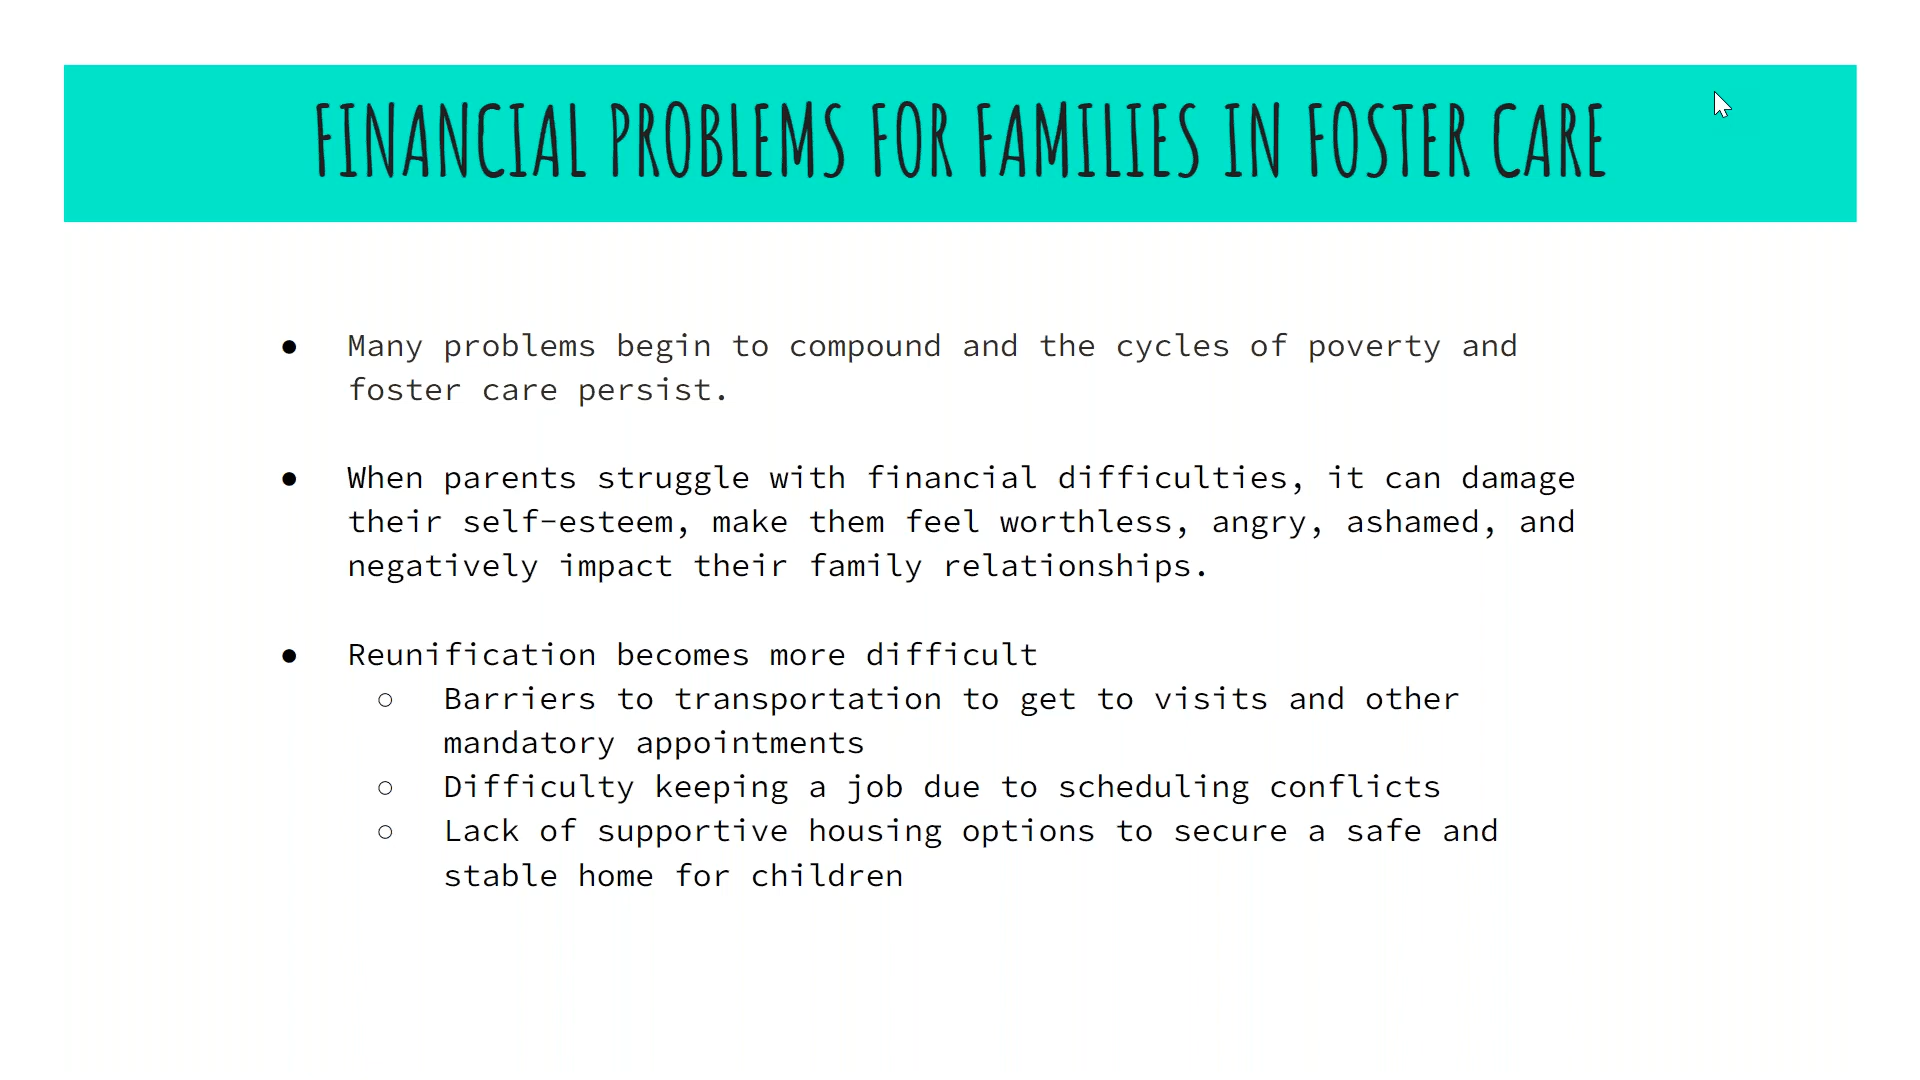 FINANCIAL PROBLEMS FOR FAMILIES IN FOSTER CARE
● Many problems begin to compound and the cycles of poverty and
foster care persist.
● When parents struggle with financial difficulties, it can damage
their self-esteem, make them feel worthless, angry, ashamed, and
negatively impact their family relationships.
● Reunification becomes more difficult
○ Barriers to transportation to get to visits and other
mandatory appointments
○ Difficulty keeping a job due to scheduling conflicts
○ Lack of supportive housing options to secure a safe and
stable home for children